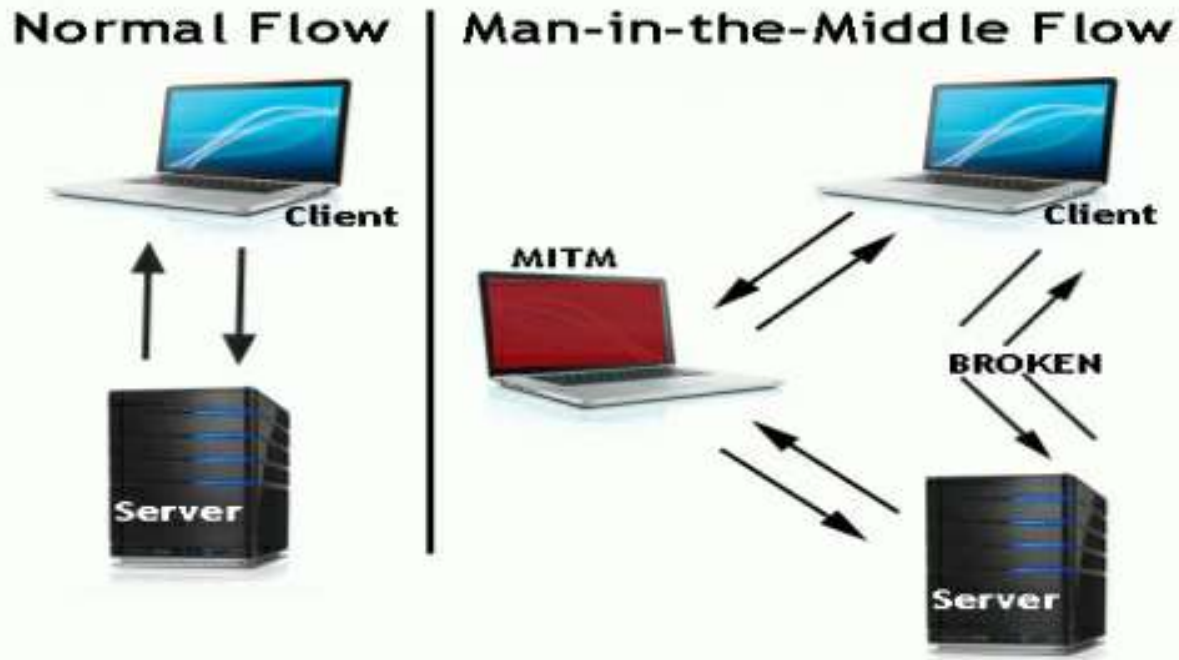 Normal Flow
Client
Server
Man-in-the-Middle Flow
Client
MITM
BROKEN
Server